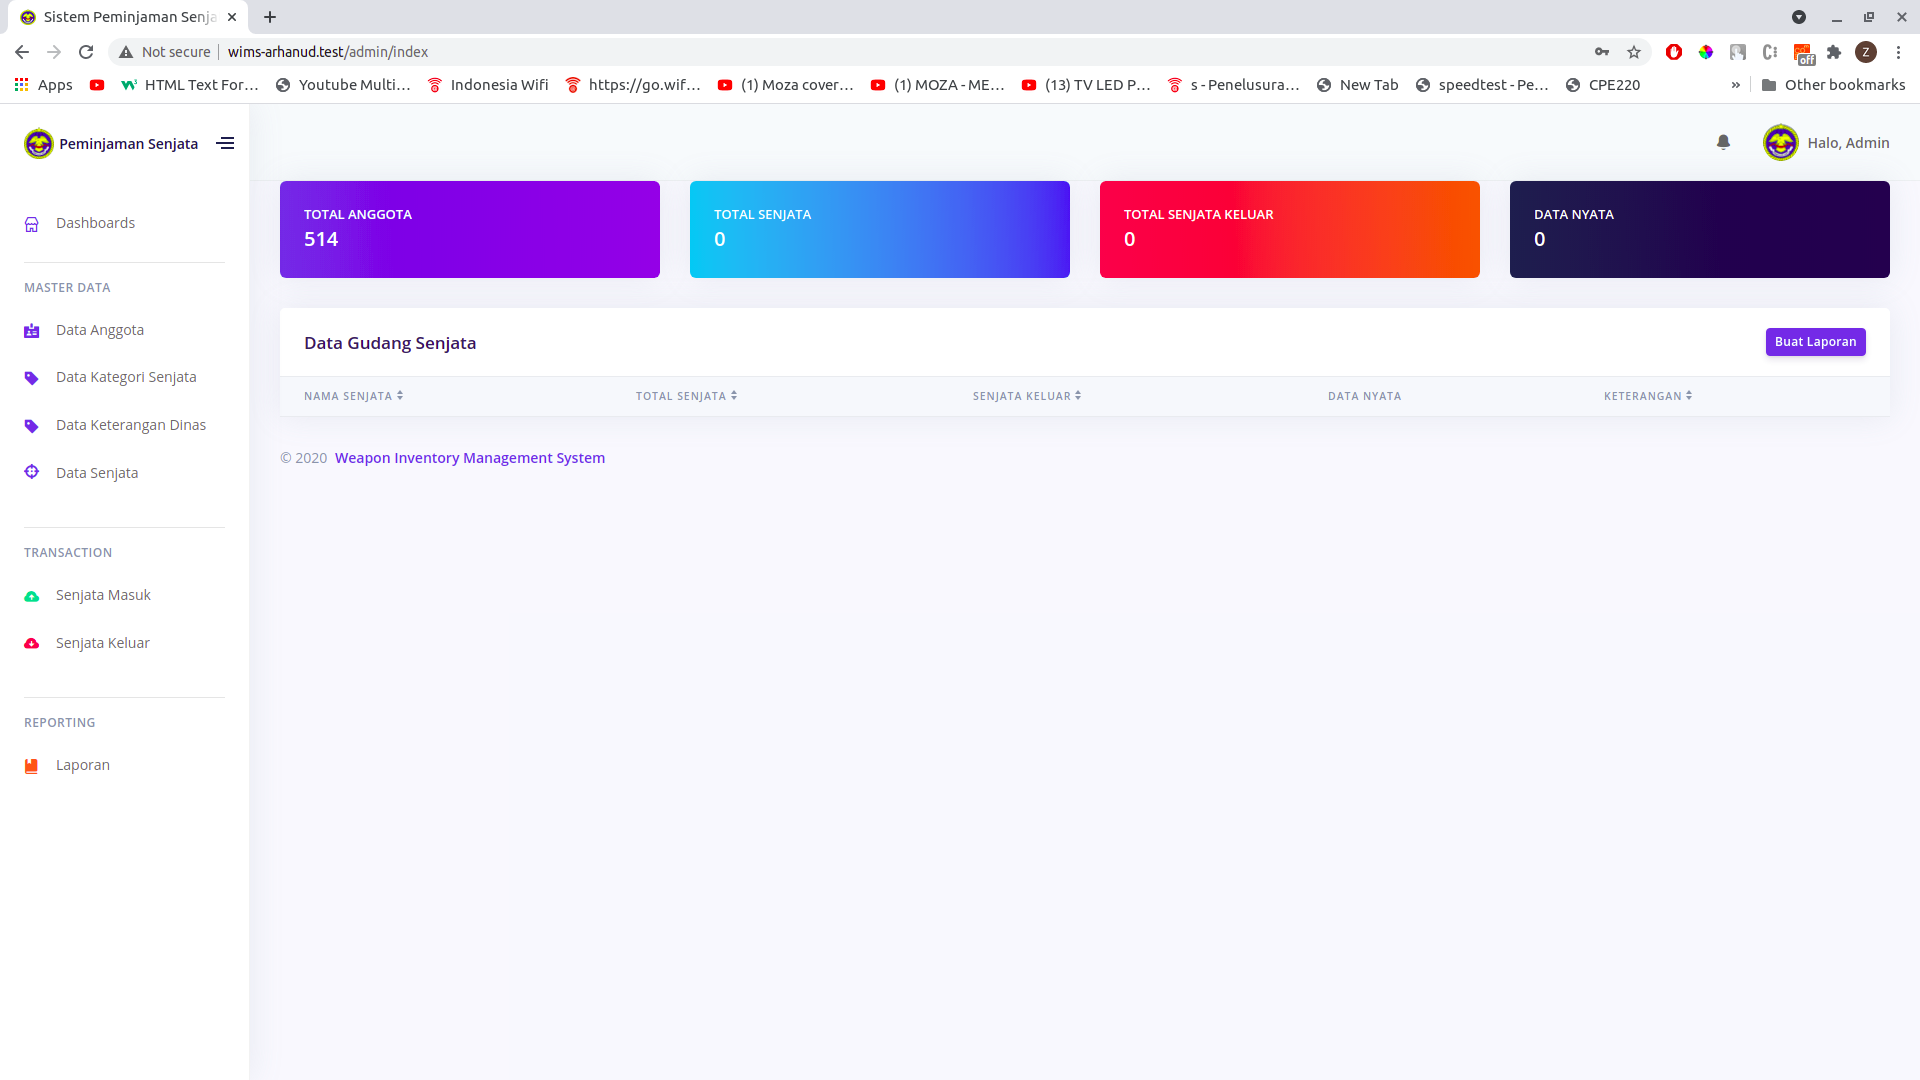 Sistem Peminjaman Senja
Not secure wims-arhanud.test/admin/index
off
Z
Apps HTML Text For… Youtube Multi… Indonesia Wifi https://go.wif… (1) Moza cover… (1) MOZA - ME… (13) TV LED P… s - Penelusura… New Tab speedtest - Pe… CPE220 » Other bookmarks
Peminjaman Senjata
Halo, Admin
Dashboards
MASTER DATA
Data Anggota
Data Kategori Senjata
Data Keterangan Dinas
Data Senjata
TRANSACTION
Senjata Masuk
Senjata Keluar
REPORTING
Laporan
TOTAL ANGGOTA
514
TOTAL SENJATA
0
TOTAL SENJATA KELUAR
0
DATA NYATA
0
Data Gudang Senjata
Buat Laporan
NAMA SENJATA TOTAL SENJATA SENJATA KELUAR DATA NYATA KETERANGAN
© 2020 Weapon Inventory Management System